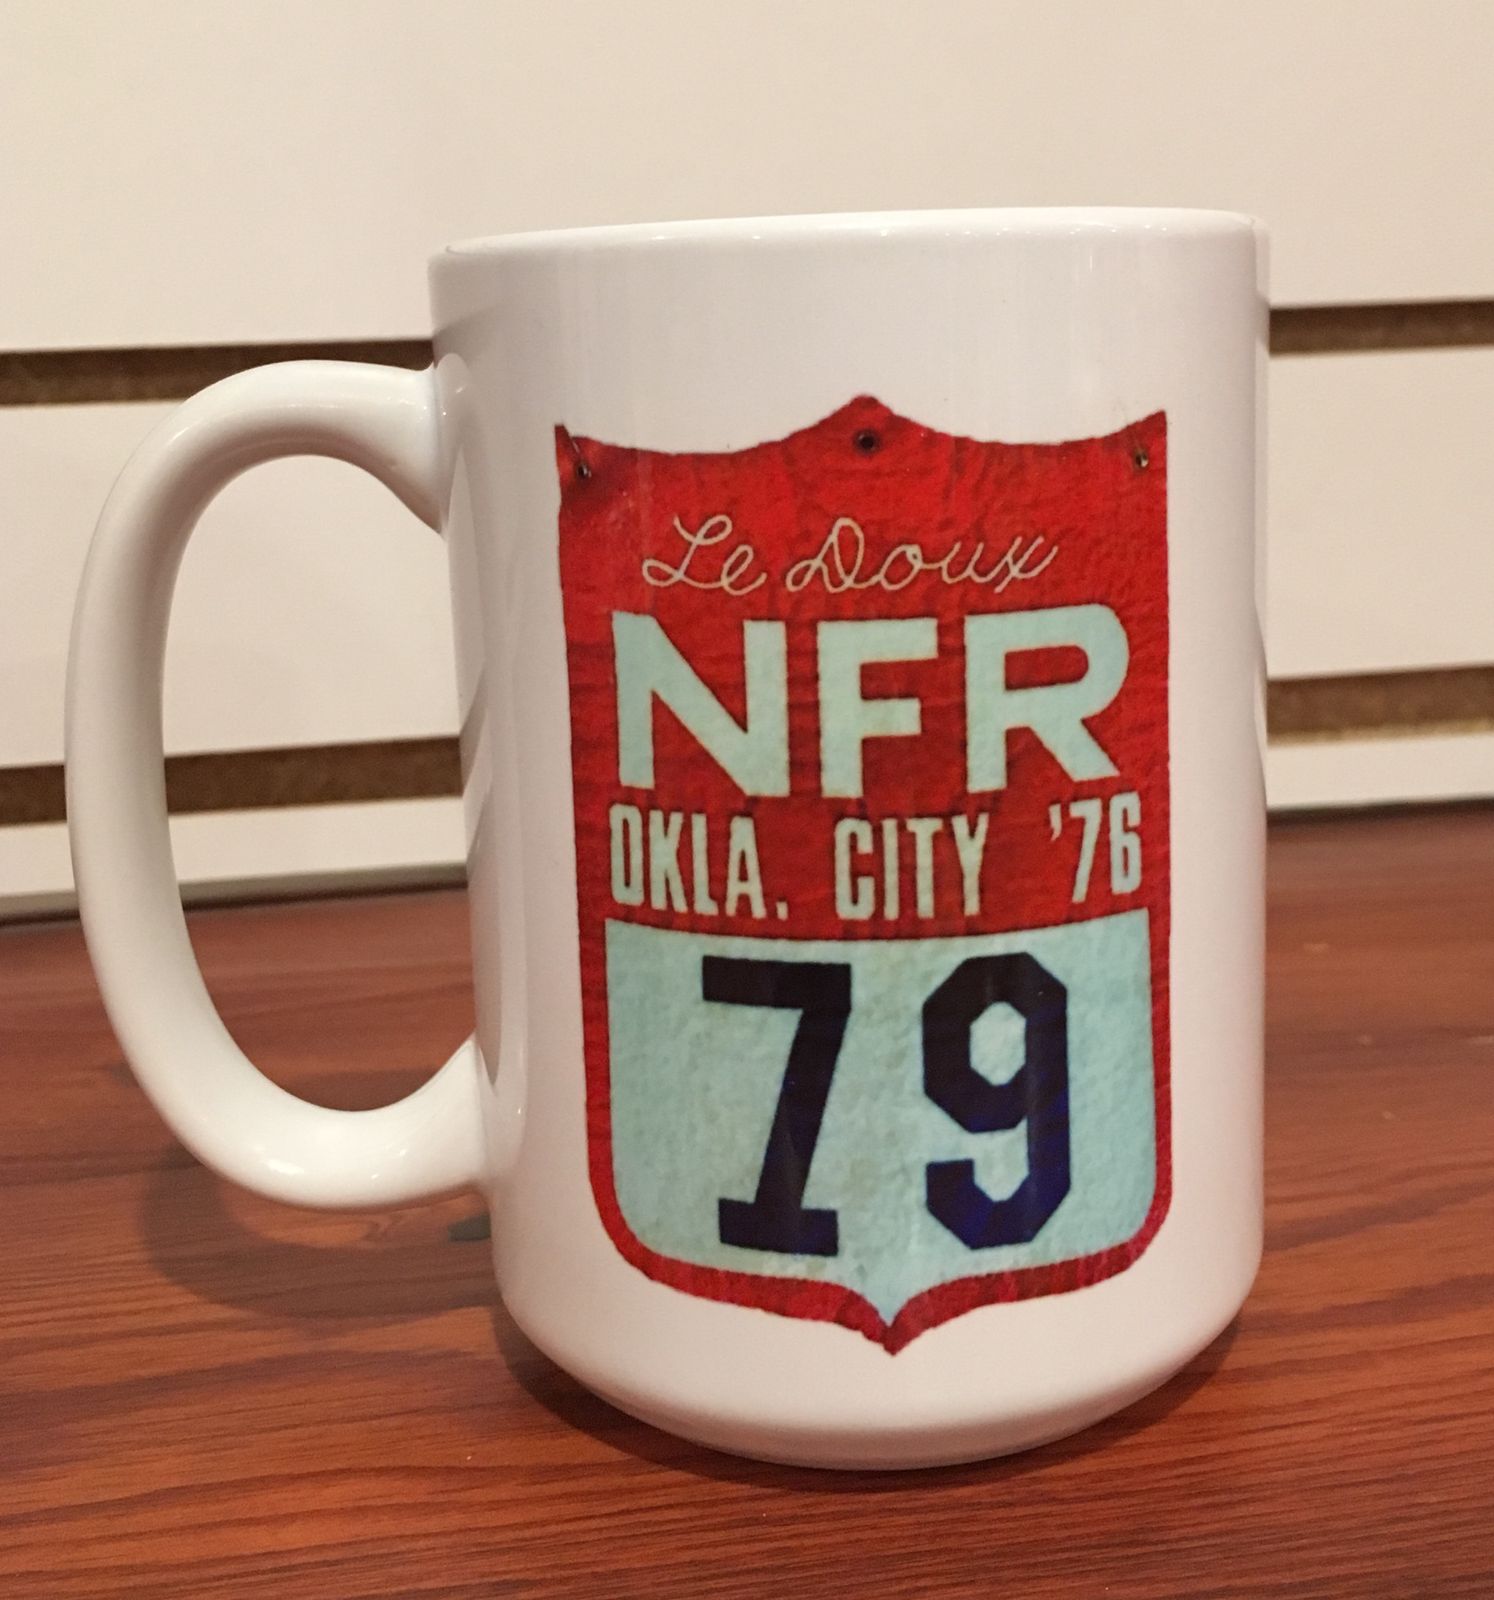 Le Doux
NFR
OKLA. CITY '76
79